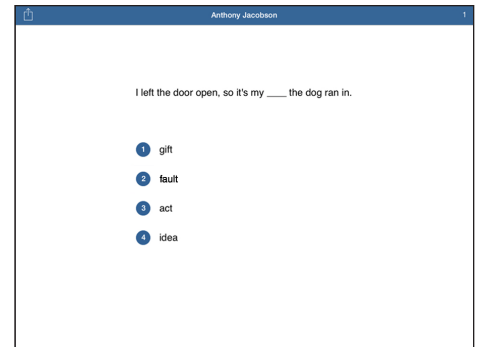 Anthony Jacobson 1
I left the door open, so it's my ____ the dog ran in.
1 gift
2 fault
3 act
4 idea